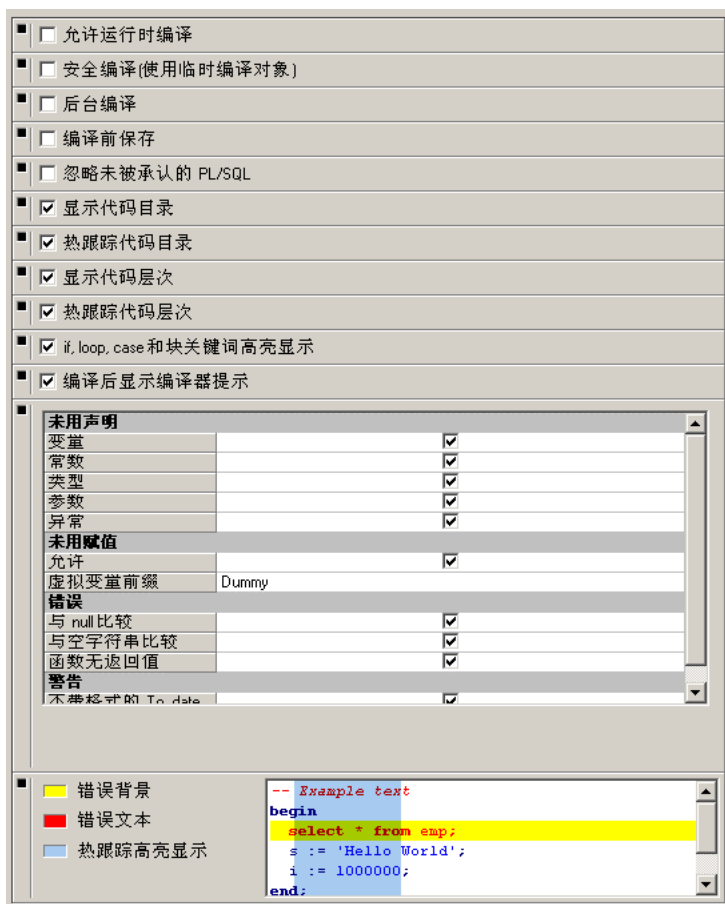 允许运行时编译
安全编译(使用临时编译对象)
后台编译
编译前保存
忽略未被承认的 PL/SQL
显示代码目录
热跟踪代码目录
显示代码层次
热跟踪代码层次
if, loop, case 和块关键词高亮显示
编译后显示编译器提示
未用声明
变量
常数
类型
参数
异常
未用赋值
允许
虚拟变量前缀 Dummy
错误
与 null 比较
与空字符串比较
函数无返回值
警告
不带格式的 To_date
错误背景
错误文本
热跟踪高亮显示
-- Example text
begin
select * from emp;
s := 'Hello World';
i := 1000000;
end;